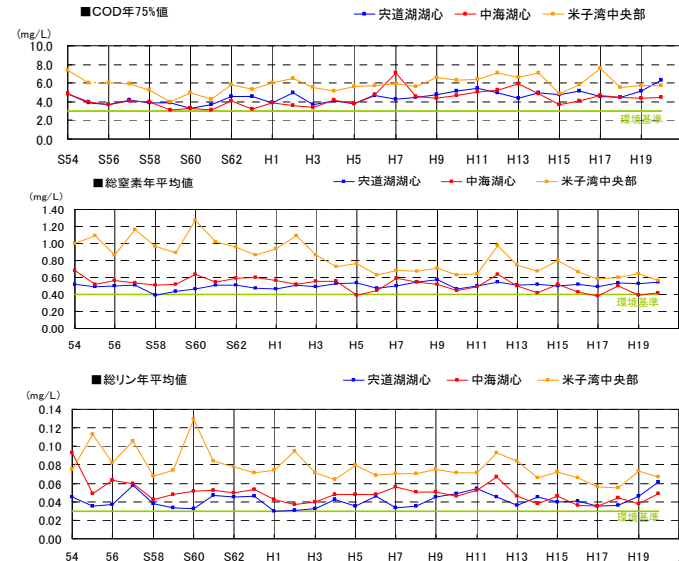 ■COD年75%値
宍道湖湖心 中海湖心 米子湾中央部
(mg/L)
10.0
8.0
6.0
4.0
2.0
0.0
環境基準
S54 S56 S58 S60 S62 H1 H3 H5 H7 H9 H11 H13 H15 H17 H19
■総窒素年平均値
宍道湖湖心 中海湖心 米子湾中央部
(mg/L)
1.40
1.20
1.00
0.80
0.60
0.40
0.20
0.00
環境基準
54 56 S58 S60 S62 H1 H3 H5 H7 H9 H11 H13 H15 H17 H19
■総リン年平均値
宍道湖湖心 中海湖心 米子湾中央部
(mg/L)
0.14
0.12
0.10
0.08
0.06
0.04
0.02
0.00
環境基準
54 56 S58 S60 S62 H1 H3 H5 H7 H9 H11 H13 H15 H17 H19